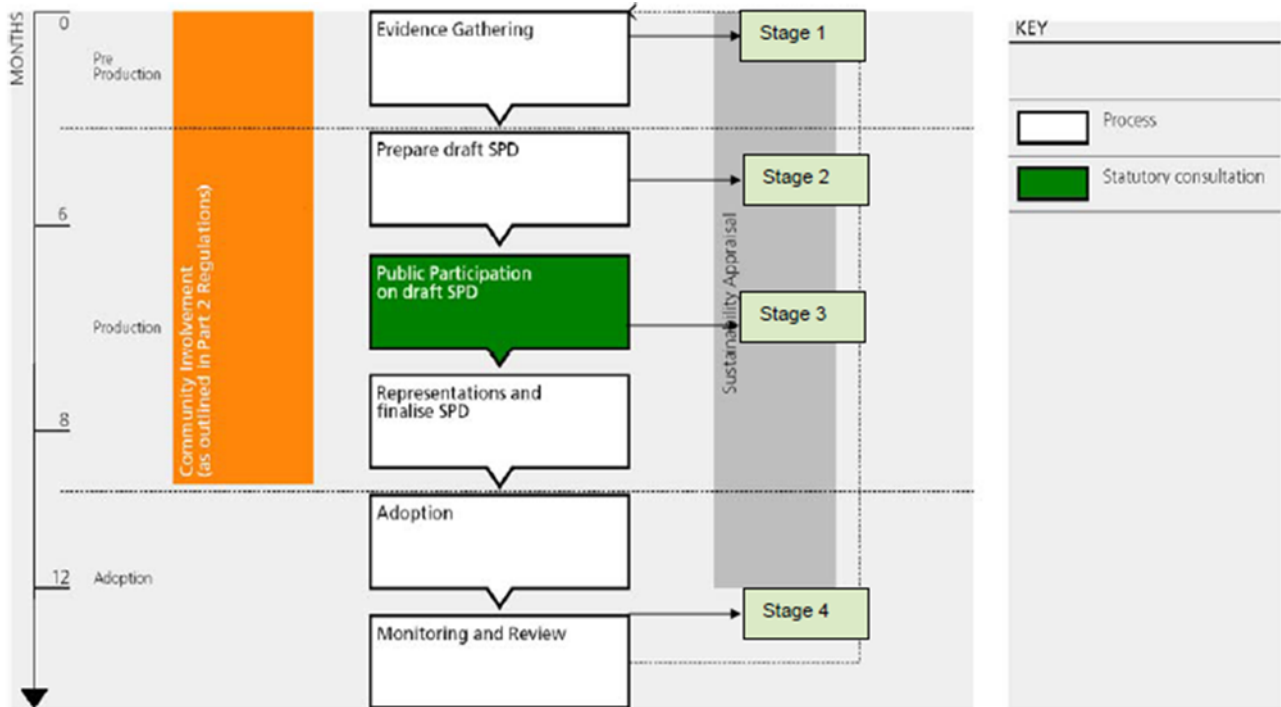 MONTHS
0
6
8
12
Pre
Production
Production
Adoption
Community Involvement
(as outlined in Part 2 Regulations)
Evidence Gathering
Prepare draft SPD
Public Participation
on draft SPD
Representations and
finalise SPD
Adoption
Monitoring and Review
Sustainability Appraisal
Stage 1
Stage 2
Stage 3
Stage 4
KEY
Process
Statutory consultation